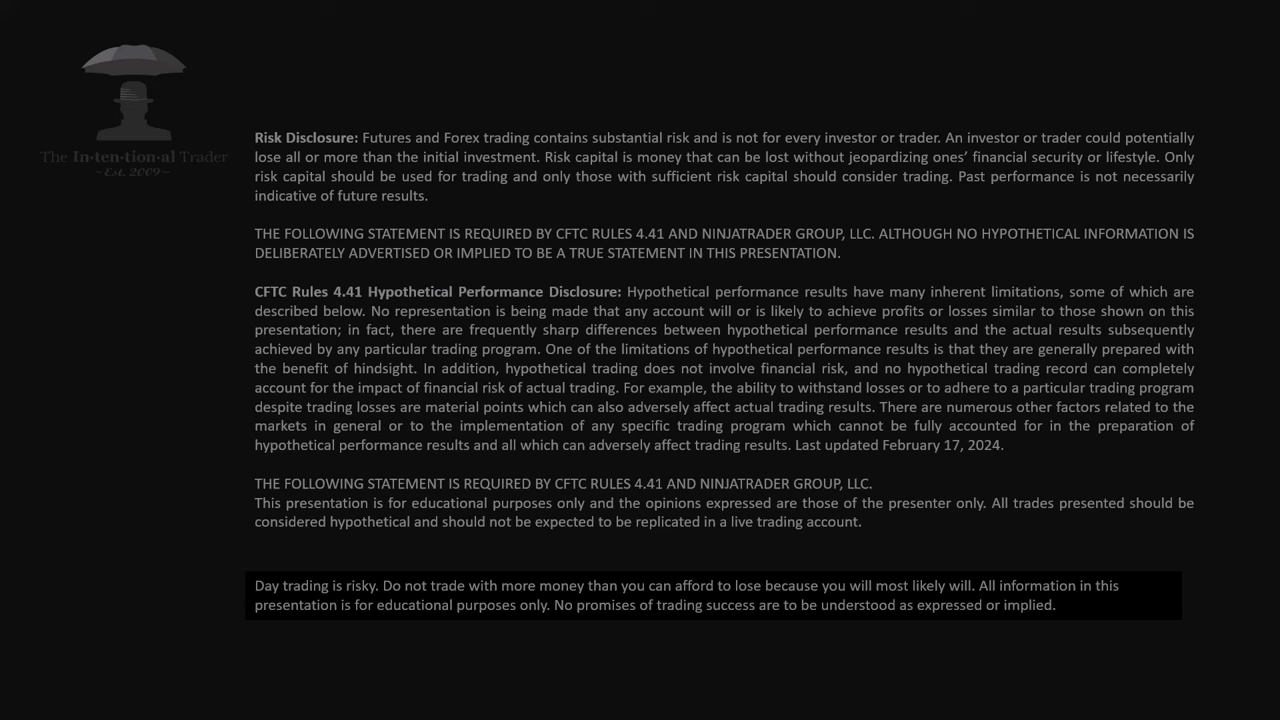 The In•ten•tion•al Trader
~Est. 2009~
Risk Disclosure: Futures and Forex trading contains substantial risk and is not for every investor or trader. An investor or trader could potentially
lose all or more than the initial investment. Risk capital is money that can be lost without jeopardizing ones’ financial security or lifestyle. Only
risk capital should be used for trading and only those with sufficient risk capital should consider trading. Past performance is not necessarily
indicative of future results.
THE FOLLOWING STATEMENT IS REQUIRED BY CFTC RULES 4.41 AND NINJATRADER GROUP, LLC. ALTHOUGH NO HYPOTHETICAL INFORMATION IS
DELIBERATELY ADVERTISED OR IMPLIED TO BE A TRUE STATEMENT IN THIS PRESENTATION.
CFTC Rules 4.41 Hypothetical Performance Disclosure: Hypothetical performance results have many inherent limitations, some of which are
described below. No representation is being made that any account will or is likely to achieve profits or losses similar to those shown on this
presentation; in fact, there are frequently sharp differences between hypothetical performance results and the actual results subsequently
achieved by any particular trading program. One of the limitations of hypothetical performance results is that they are generally prepared with
the benefit of hindsight. In addition, hypothetical trading does not involve financial risk, and no hypothetical trading record can completely
account for the impact of financial risk of actual trading. For example, the ability to withstand losses or to adhere to a particular trading program
despite trading losses are material points which can also adversely affect actual trading results. There are numerous other factors related to the
markets in general or to the implementation of any specific trading program which cannot be fully accounted for in the preparation of
hypothetical performance results and all which can adversely affect trading results. Last updated February 17, 2024.
THE FOLLOWING STATEMENT IS REQUIRED BY CFTC RULES 4.41 AND NINJATRADER GROUP, LLC.
This presentation is for educational purposes only and the opinions expressed are those of the presenter only. All trades presented should be
considered hypothetical and should not be expected to be replicated in a live trading account.
Day trading is risky. Do not trade with more money than you can afford to lose because you will most likely will. All information in this
presentation is for educational purposes only. No promises of trading success are to be understood as expressed or implied.